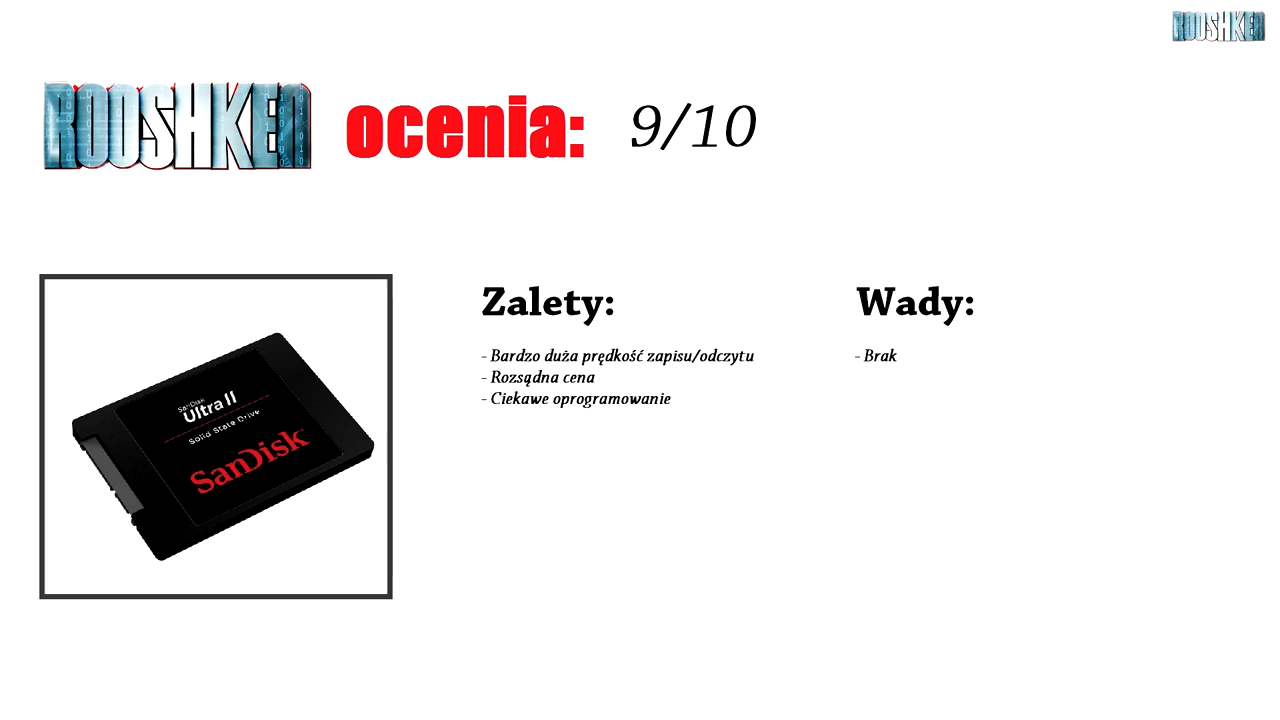 ROOSHKER
ROOSHKER ocenia: 9/10
Zalety:
- Bardzo duża prędkość zapisu/odczytu
- Rozsądna cena
- Ciekawe oprogramowanie
Wady:
- Brak
SanDisk
Ultra II
Solid State Drive
SanDisk